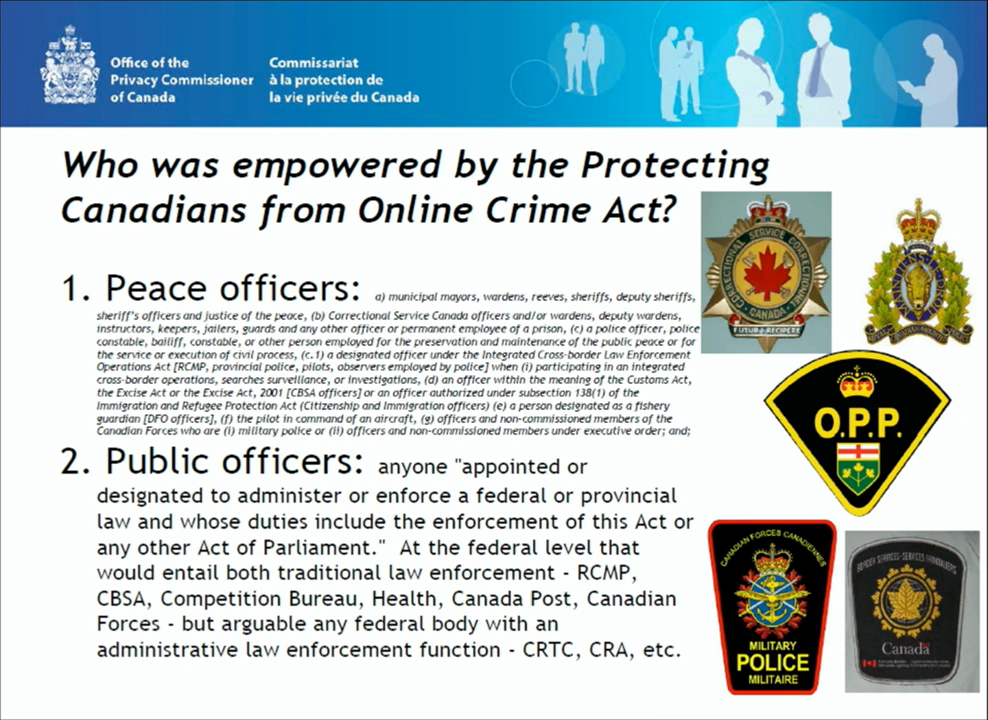 Office of the
Privacy Commissioner
of Canada
Commissariat
à la protection de
la vie privée du Canada
Who was empowered by the Protecting
Canadians from Online Crime Act?
1. Peace officers: a) municipal mayors, wardens, reeves, sheriffs, deputy sheriffs,
sheriff's officers and justice of the peace, (b) Correctional Service Canada officers and/or wardens, deputy wardens,
instructors, keepers, jailers, guards and any other officer or permanent employee of a prison, (c) a police officer, police
constable, bailiff, constable, or other person employed for the preservation and maintenance of the public peace or for
the service or execution of civil process, (c.1) a designated officer under the Integrated Cross-border Law Enforcement
Operations Act [RCMP, provincial police, pilots, observers employed by police] when (i) participating in an integrated
cross-border operations, searches surveillance, or investigations, (d) an officer within the meaning of the Customs Act,
the Excise Act or the Excise Act, 2001 [CBSA officers] or an officer authorized under subsection 138(1) of the
Immigration and Refugee Protection Act (Citizenship and Immigration officers) (e) a person designated as a fishery
guardian [DFO officers], (f) the pilot in command of an aircraft, (g) officers and non-commissioned members of the
Canadian Forces who are (i) military police or (ii) officers and non-commissioned members under executive order; and;
2. Public officers: anyone "appointed or
designated to administer or enforce a federal or provincial
law and whose duties include the enforcement of this Act or
any other Act of Parliament." At the federal level that
would entail both traditional law enforcement - RCMP,
CBSA, Competition Bureau, Health, Canada Post, Canadian
Forces - but arguable any federal body with an
administrative law enforcement function - CRTC, CRA, etc.
CORRECTIONAL SERVICE CORRECTIONNEL
CANADA
FUTURA RECIPERE
O.P.P.
CANADIAN FORCES CANADIENNES
MILITARY
POLICE
MILITAIRE
BORDER SERVICES-SERVICES FRONTALIERS
Canada